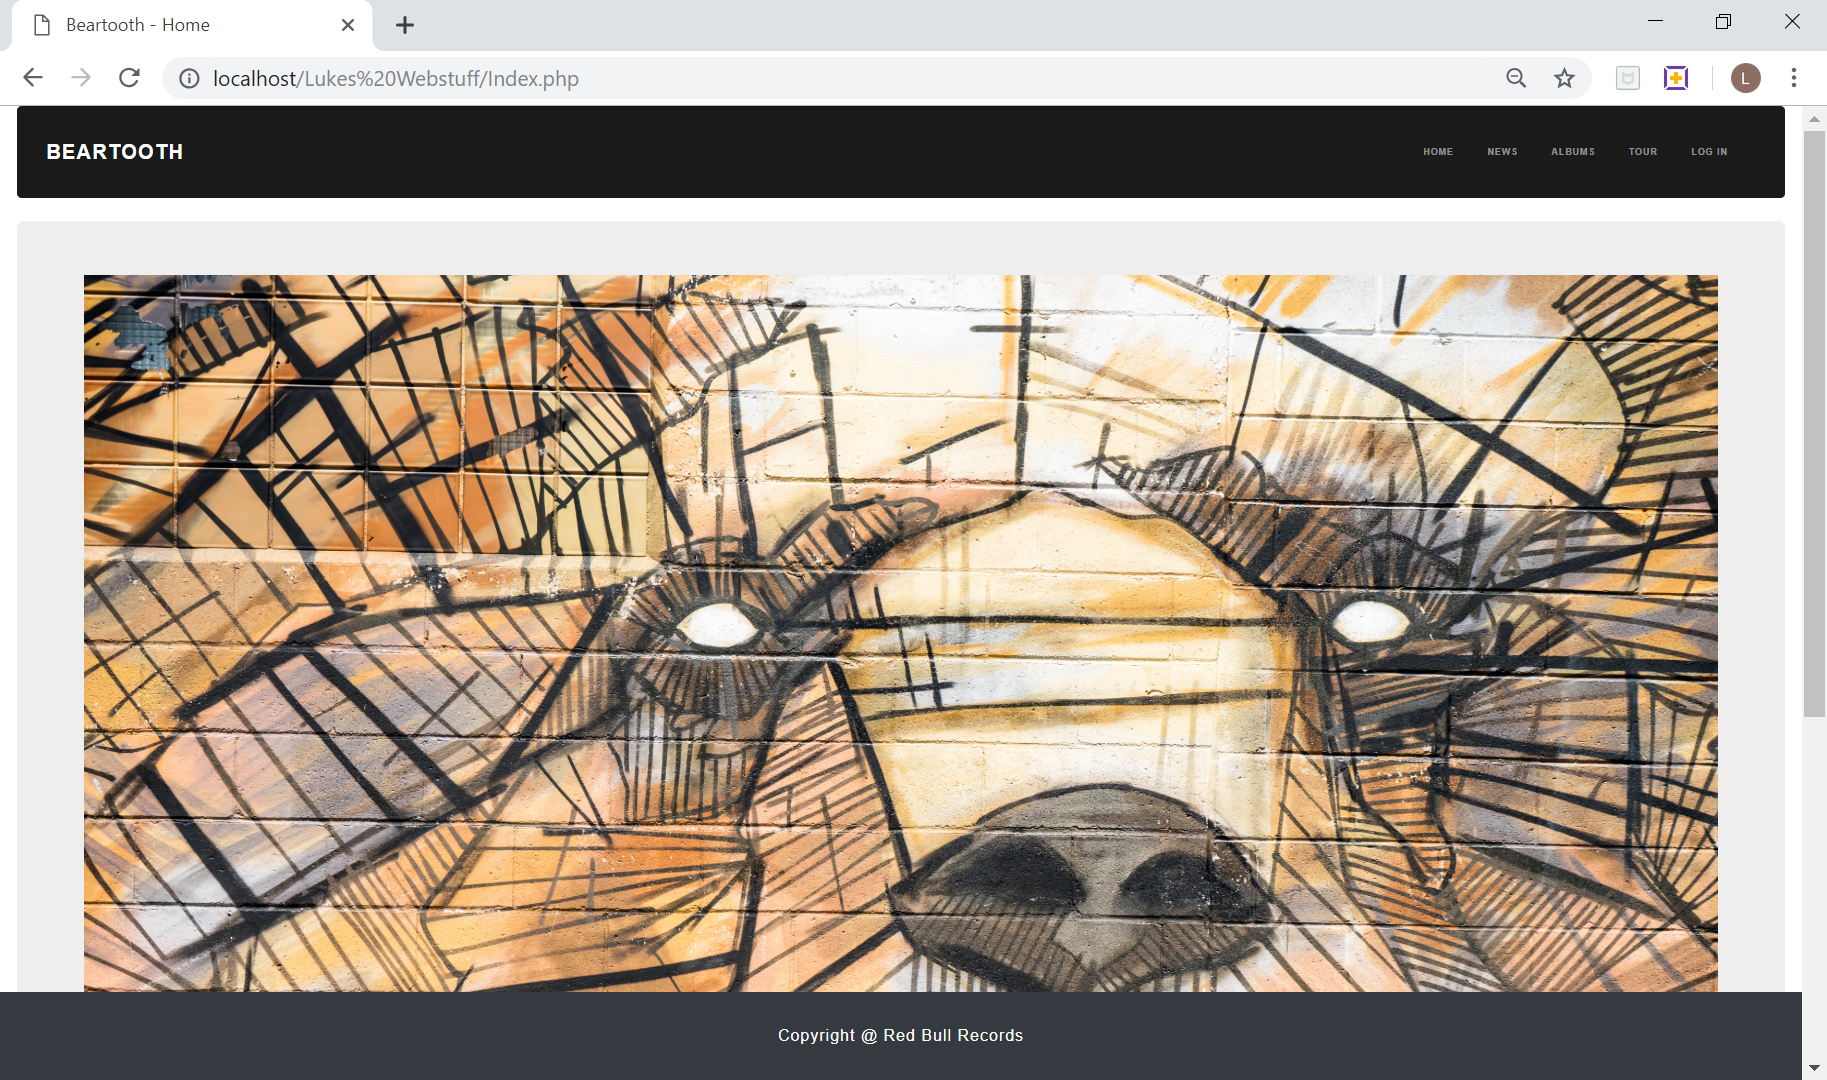 Beartooth - Home
localhost/Lukes%20Webstuff/Index.php
L
BEARTOOTH
HOME NEWS ALBUMS TOUR LOG IN
Copyright @ Red Bull Records